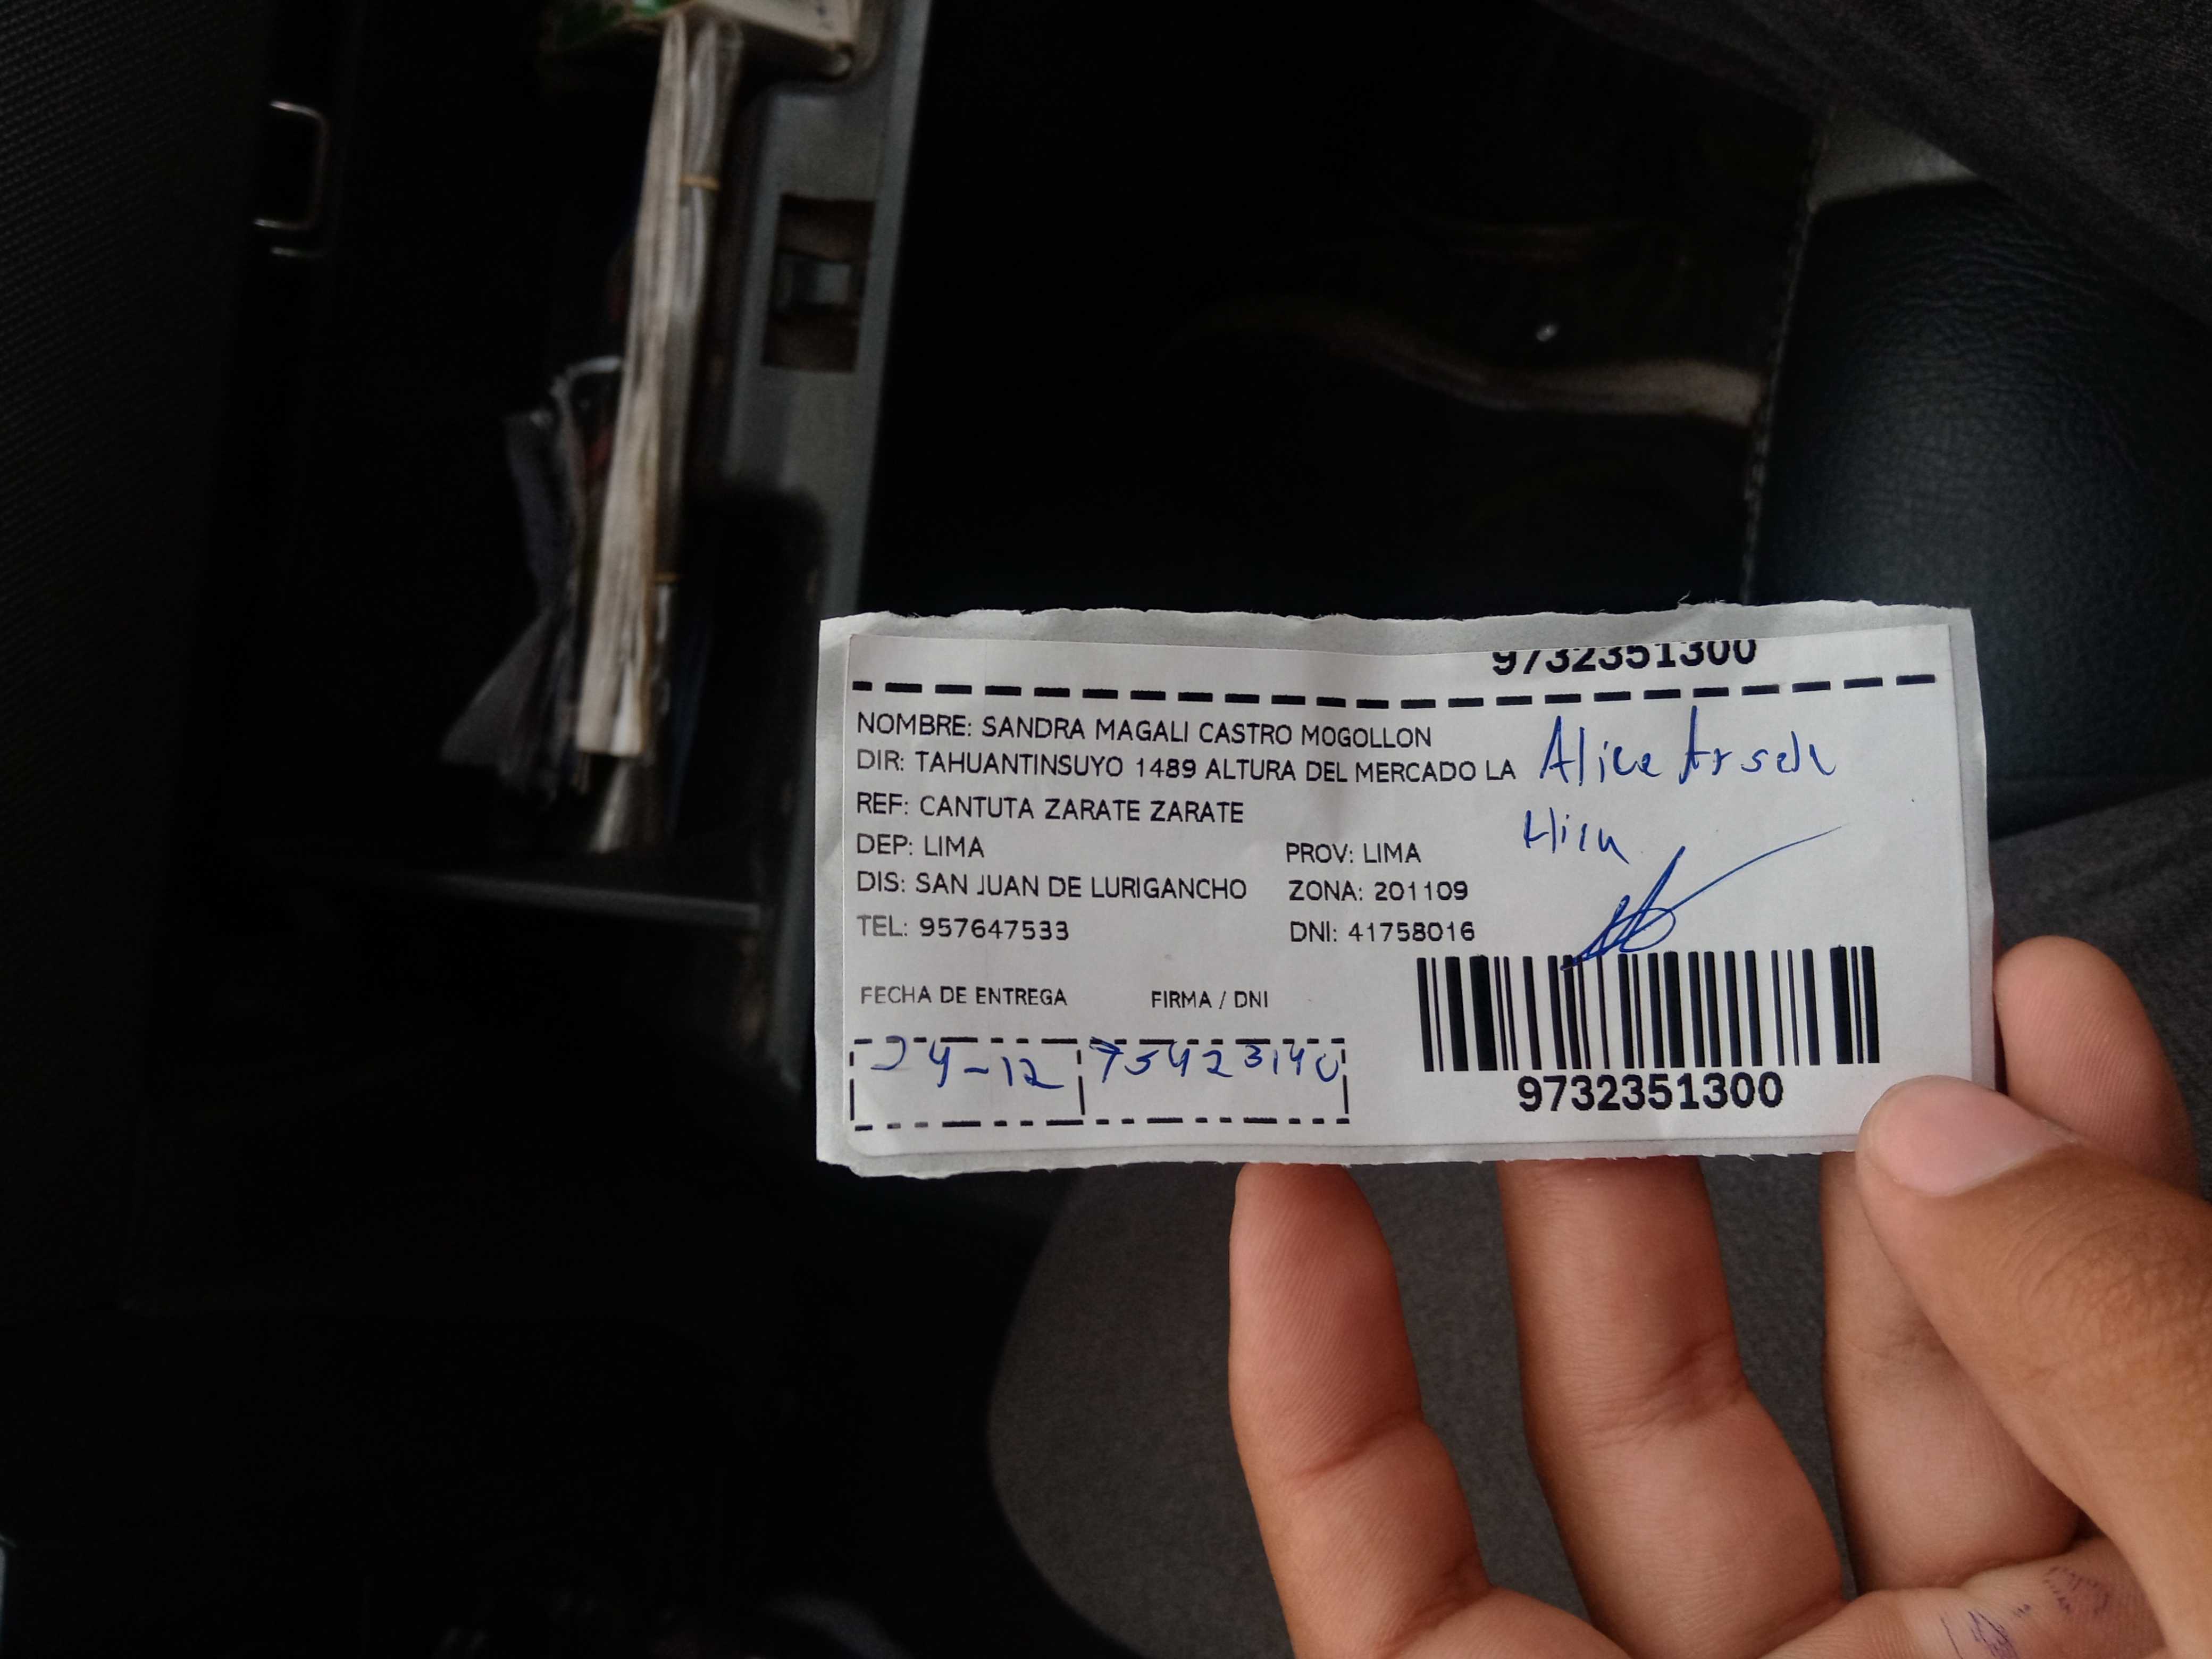 9732351300
NOMBRE: SANDRA MAGALI CASTRO MOGOLLON
DIR: TAHUANTINSUYO 1489 ALTURA DEL MERCADO LA
Alice
REF: CANTUTA ZARATE ZARATE
DEP: LIMA PROV: LIMA
DIS: SAN JUAN DE LURIGANCHO ZONA: 201109
TEL: 957647533 DNI: 41758016
FECHA DE ENTREGA FIRMA / DNI
24-12 75423140
9732351300